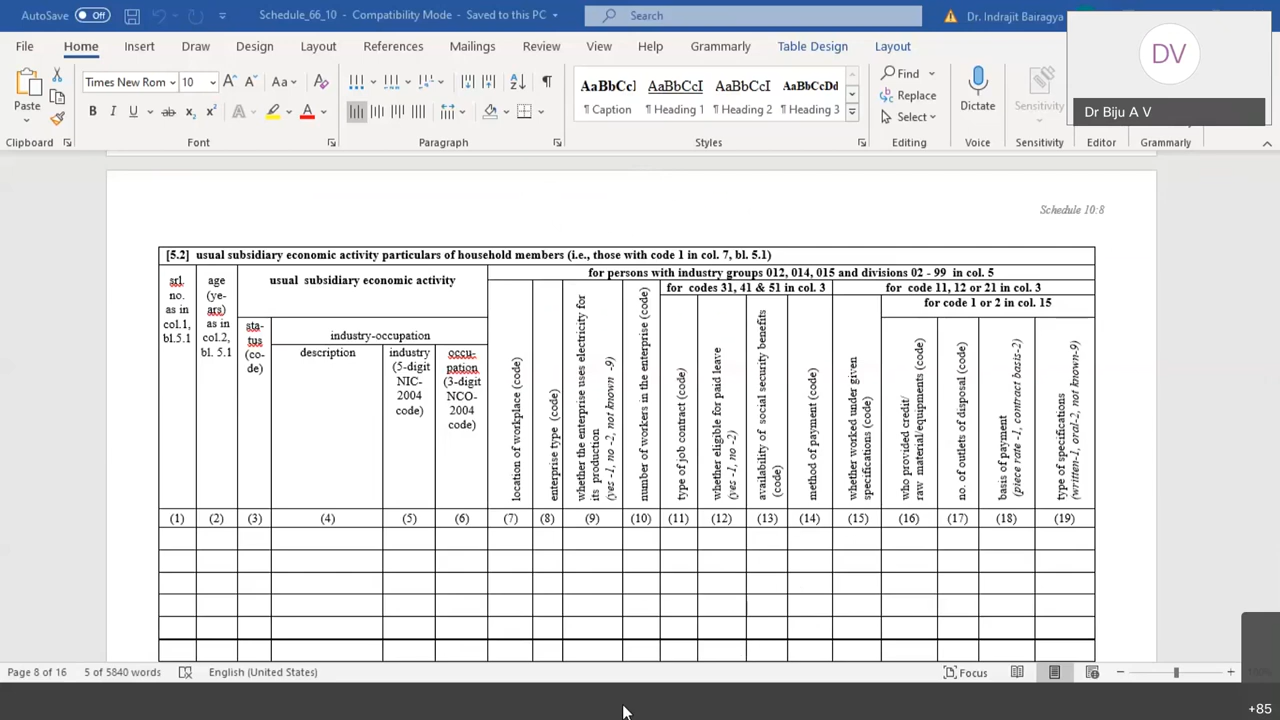 AutoSave Off Schedule_66_10 - Compatibility Mode - Saved to this PC Search Dr. Indrajit Bairagya
DV
Dr Biju A V
File Home Insert Draw Design Layout References Mailings Review View Help Grammarly Table Design Layout
Paste
Times New Rom 10 A A Aa
B I U ab x₂ x² A A
¶
AaBbCcI AaBbCcI AaBbCcI AaBbCcDd
¶ Caption ¶ Heading 1 ¶ Heading 2 ¶ Heading 3
Find
Replace
Select
Dictate
Sensitivity
Clipboard Font Paragraph Styles Editing Voice Sensitivity Editor Grammarly
Schedule 10:8
[5.2] usual subsidiary economic activity particulars of household members (i.e., those with code 1 in col. 7, bl. 5.1)
srl. no. as in col.1, bl.5.1
age (ye-ars) as in col.2, bl. 5.1
usual subsidiary economic activity
sta-tus (co-de)
industry-occupation
description
industry (5-digit NIC-2004 code)
occu-pation (3-digit NCO-2004 code)
for persons with industry groups 012, 014, 015 and divisions 02 - 99 in col. 5
for codes 31, 41 & 51 in col. 3
for code 11, 12 or 21 in col. 3
for code 1 or 2 in col. 15
location of workplace (code)
enterprise type (code)
whether the enterprise uses electricity for its production (yes -1, no -2, not known -9)
number of workers in the enterprise (code)
type of job contract (code)
whether eligible for paid leave (yes -1, no -2)
availability of social security benefits (code)
method of payment (code)
whether worked under given specifications (code)
who provided credit/ raw material/equipments (code)
no. of outlets of disposal (code)
basis of payment (piece rate -1, contract basis-2)
type of specifications (written-1, oral-2, not known-9)
(1) (2) (3) (4) (5) (6) (7) (8) (9) (10) (11) (12) (13) (14) (15) (16) (17) (18) (19)
Page 8 of 16 5 of 5840 words English (United States) Focus
+85